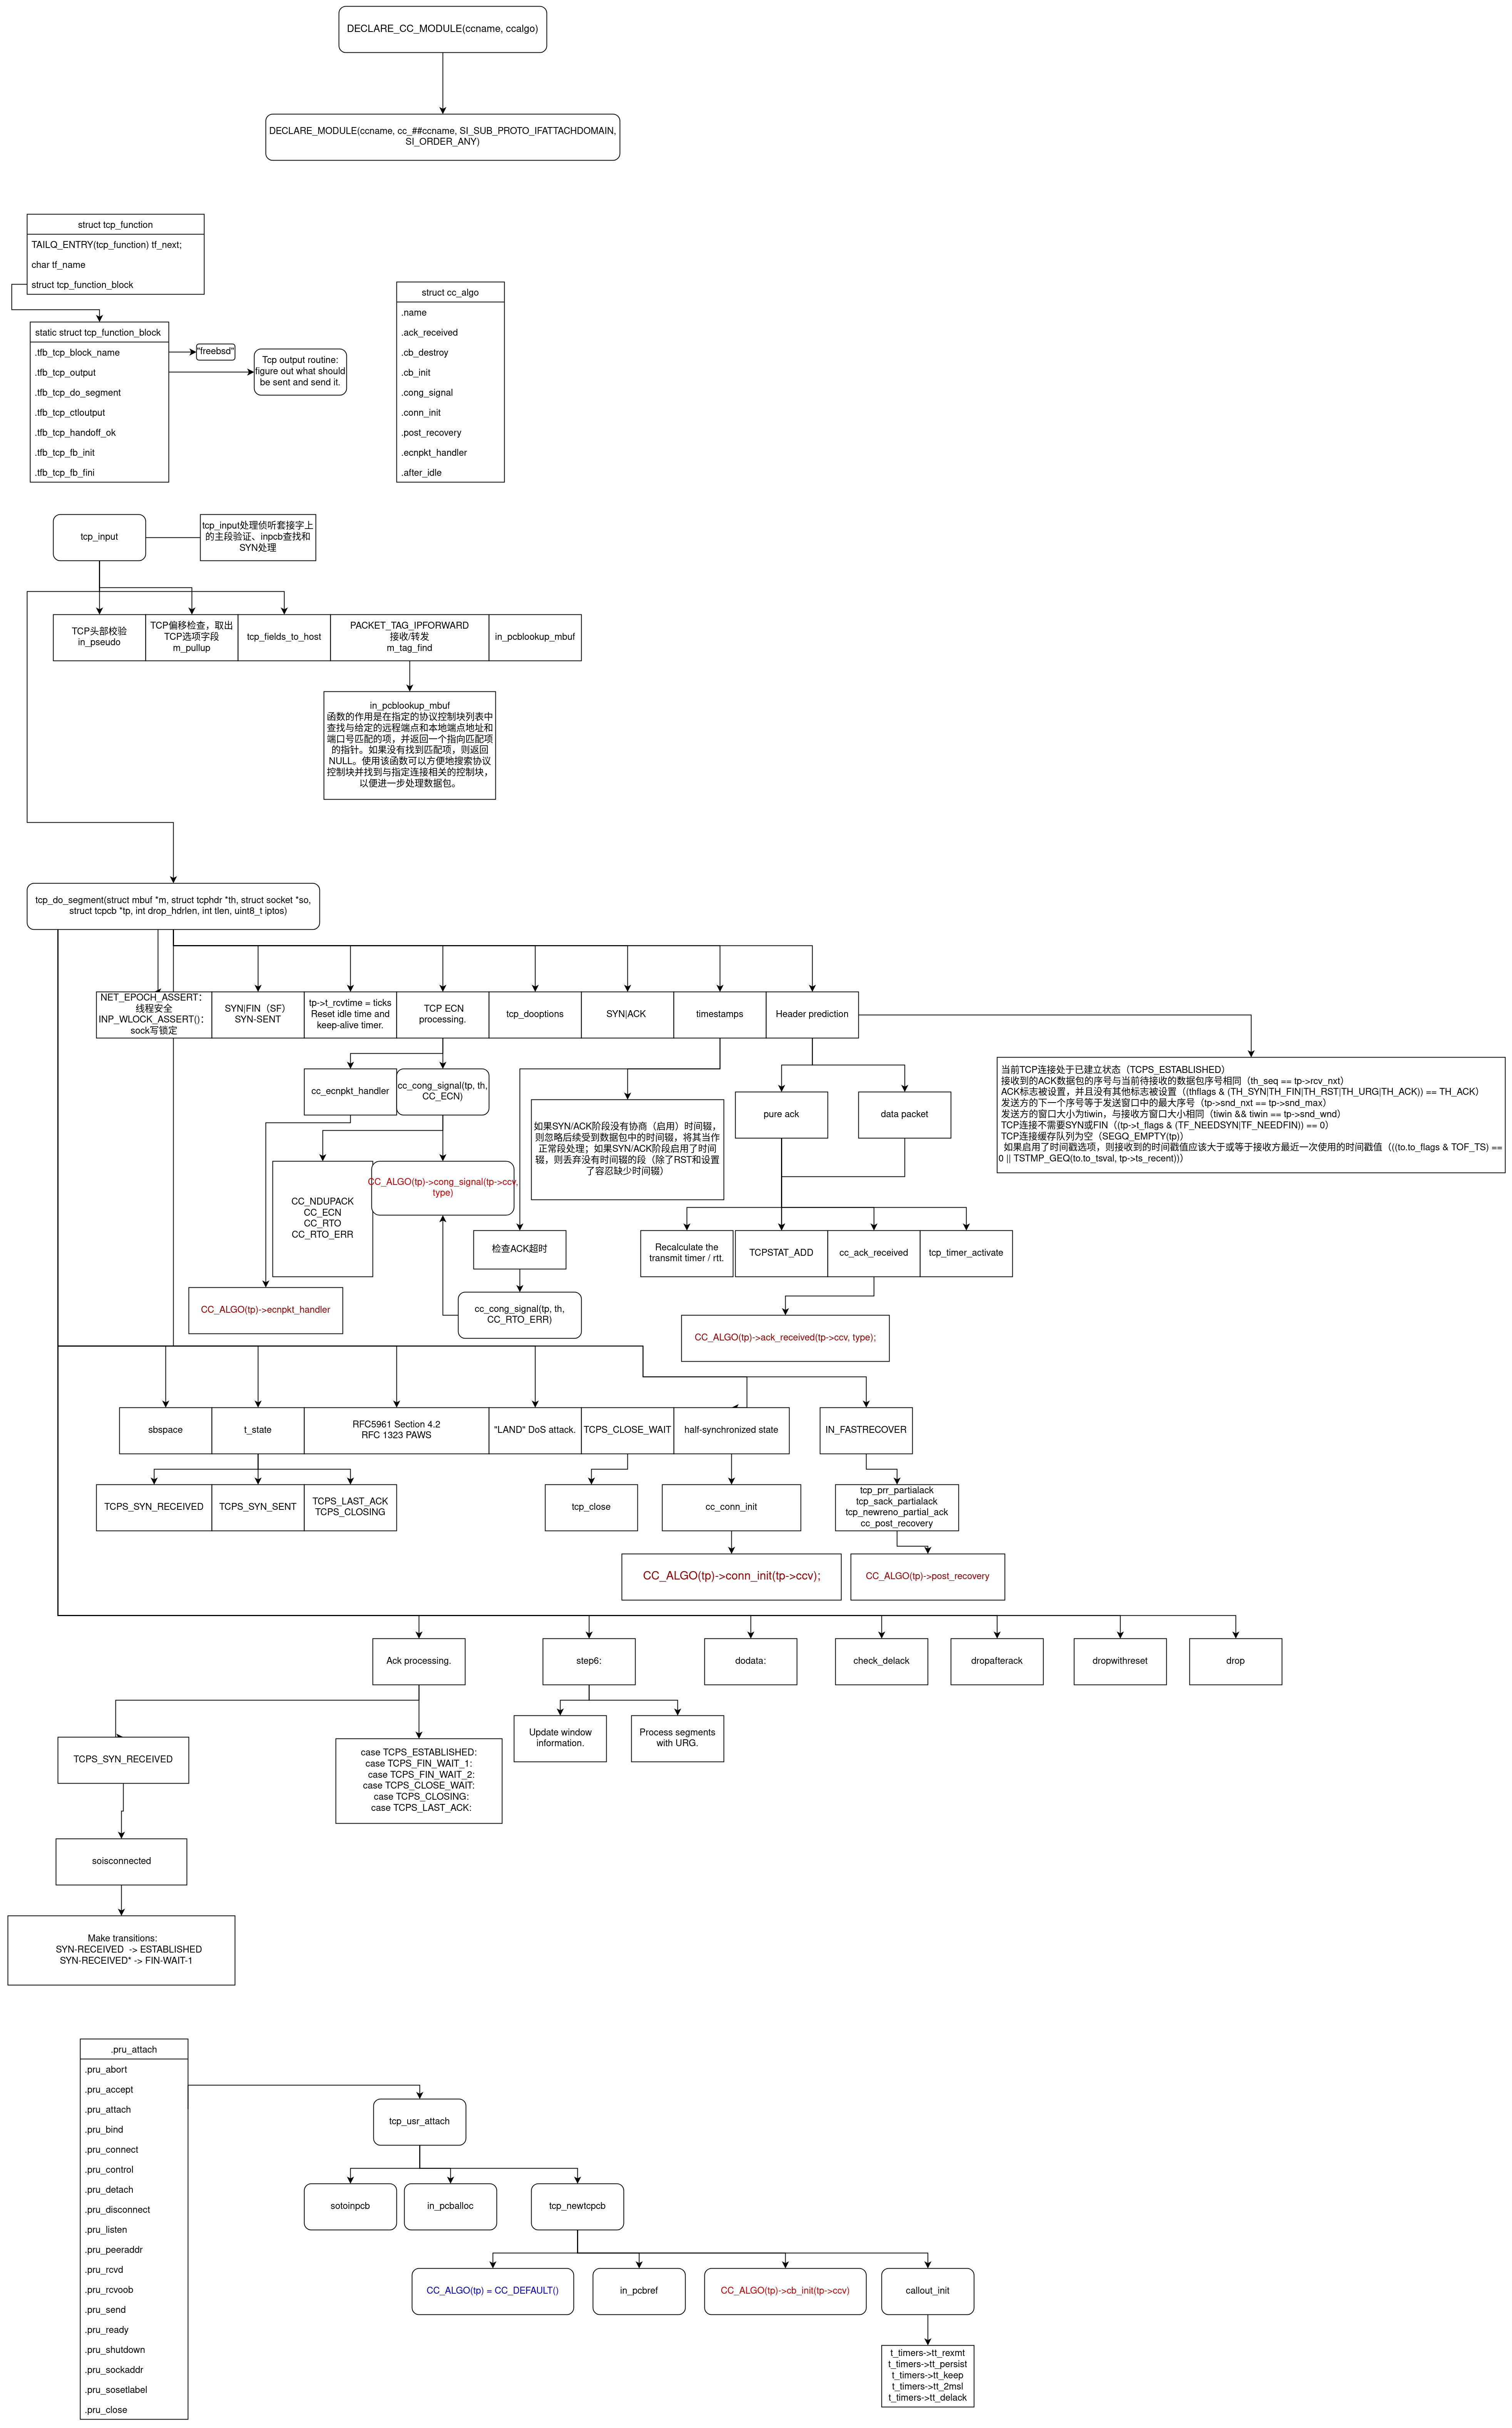 DECLARE_CC_MODULE(ccname, ccalgo)
DECLARE_MODULE(ccname, cc_##ccname, SI_SUB_PROTO_IFATTACHDOMAIN,
SI_ORDER_ANY)
struct tcp_function
TAILQ_ENTRY(tcp_function) tf_next;
char tf_name
struct tcp_function_block
static struct tcp_function_block
.tfb_tcp_block_name
.tfb_tcp_output
.tfb_tcp_do_segment
.tfb_tcp_ctloutput
.tfb_tcp_handoff_ok
.tfb_tcp_fb_init
.tfb_tcp_fb_fini
"freebsd"
Tcp output routine:
figure out what should
be sent and send it.
struct cc_algo
.name
.ack_received
.cb_destroy
.cb_init
.cong_signal
.conn_init
.post_recovery
.ecnpkt_handler
.after_idle
tcp_input
tcp_input处理侦听套接字上
的主段验证、inpcb查找和
SYN处理
TCP头部校验
in_pseudo
TCP偏移检查，取出
TCP选项字段
m_pullup
tcp_fields_to_host
PACKET_TAG_IPFORWARD
接收/转发
m_tag_find
in_pcblookup_mbuf
in_pcblookup_mbuf
函数的作用是在指定的协议控制块列表中
查找与给定的远程端点和本地端点地址和
端口号匹配的项，并返回一个指向匹配项
的指针。如果没有找到匹配项，则返回
NULL。使用该函数可以方便地搜索协议
控制块并找到与指定连接相关的控制块，
以便进一步处理数据包。
tcp_do_segment(struct mbuf *m, struct tcphdr *th, struct socket *so,
struct tcpcb *tp, int drop_hdrlen, int tlen, uint8_t iptos)
NET_EPOCH_ASSERT：
线程安全
INP_WLOCK_ASSERT()：
sock写锁定
SYN|FIN（SF）
SYN-SENT
tp->t_rcvtime = ticks
Reset idle time and
keep-alive timer.
TCP ECN
processing.
tcp_dooptions
SYN|ACK
timestamps
Header prediction
当前TCP连接处于已建立状态（TCPS_ESTABLISHED）
接收到的ACK数据包的序号与当前待接收的数据包序号相同（th_seq == tp->rcv_nxt）
ACK标志被设置，并且没有其他标志被设置（(thflags & (TH_SYN|TH_FIN|TH_RST|TH_URG|TH_ACK)) == TH_ACK）
发送方的下一个序号等于发送窗口中的最大序号（tp->snd_nxt == tp->snd_max）
发送方的窗口大小为tiwin，与接收方窗口大小相同（tiwin && tiwin == tp->snd_wnd）
TCP连接不需要SYN或FIN（(tp->t_flags & (TF_NEEDSYN|TF_NEEDFIN)) == 0）
TCP连接缓存队列为空（SEGQ_EMPTY(tp)）
如果启用了时间戳选项，则接收到的时间戳值应该大于或等于接收方最近一次使用的时间戳值（((to.to_flags & TOF_TS) ==
0 || TSTMP_GEQ(to.to_tsval, tp->ts_recent))）
cc_ecnpkt_handler
cc_cong_signal(tp, th,
CC_ECN)
如果SYN/ACK阶段没有协商（启用）时间辍，
则忽略后续受到数据包中的时间辍，将其当作
正常段处理；如果SYN/ACK阶段启用了时间
辍，则丢弃没有时间辍的段（除了RST和设置
了容忍缺少时间辍）
pure ack
data packet
CC_NDUPACK
CC_ECN
CC_RTO
CC_RTO_ERR
CC_ALGO(tp)->cong_signal(tp->ccv,
type)
检查ACK超时
Recalculate the
transmit timer / rtt.
TCPSTAT_ADD
cc_ack_received
tcp_timer_activate
CC_ALGO(tp)->ecnpkt_handler
cc_cong_signal(tp, th,
CC_RTO_ERR)
CC_ALGO(tp)->ack_received(tp->ccv, type);
sbspace
t_state
RFC5961 Section 4.2
RFC 1323 PAWS
"LAND" DoS attack.
TCPS_CLOSE_WAIT
half-synchronized state
IN_FASTRECOVER
TCPS_SYN_RECEIVED
TCPS_SYN_SENT
TCPS_LAST_ACK
TCPS_CLOSING
tcp_close
cc_conn_init
tcp_prr_partialack
tcp_sack_partialack
tcp_newreno_partial_ack
cc_post_recovery
CC_ALGO(tp)->conn_init(tp->ccv);
CC_ALGO(tp)->post_recovery
Ack processing.
step6:
dodata:
check_delack
dropafterack
dropwithreset
drop
Update window
information.
Process segments
with URG.
TCPS_SYN_RECEIVED
case TCPS_ESTABLISHED:
case TCPS_FIN_WAIT_1:
case TCPS_FIN_WAIT_2:
case TCPS_CLOSE_WAIT:
case TCPS_CLOSING:
case TCPS_LAST_ACK:
soisconnected
Make transitions:
SYN-RECEIVED  -> ESTABLISHED
SYN-RECEIVED* -> FIN-WAIT-1
.pru_attach
.pru_abort
.pru_accept
.pru_attach
.pru_bind
.pru_connect
.pru_control
.pru_detach
.pru_disconnect
.pru_listen
.pru_peeraddr
.pru_rcvd
.pru_rcvoob
.pru_send
.pru_ready
.pru_shutdown
.pru_sockaddr
.pru_sosetlabel
.pru_close
tcp_usr_attach
sotoinpcb
in_pcballoc
tcp_newtcpcb
CC_ALGO(tp) = CC_DEFAULT()
in_pcbref
CC_ALGO(tp)->cb_init(tp->ccv)
callout_init
t_timers->tt_rexmt
t_timers->tt_persist
t_timers->tt_keep
t_timers->tt_2msl
t_timers->tt_delack